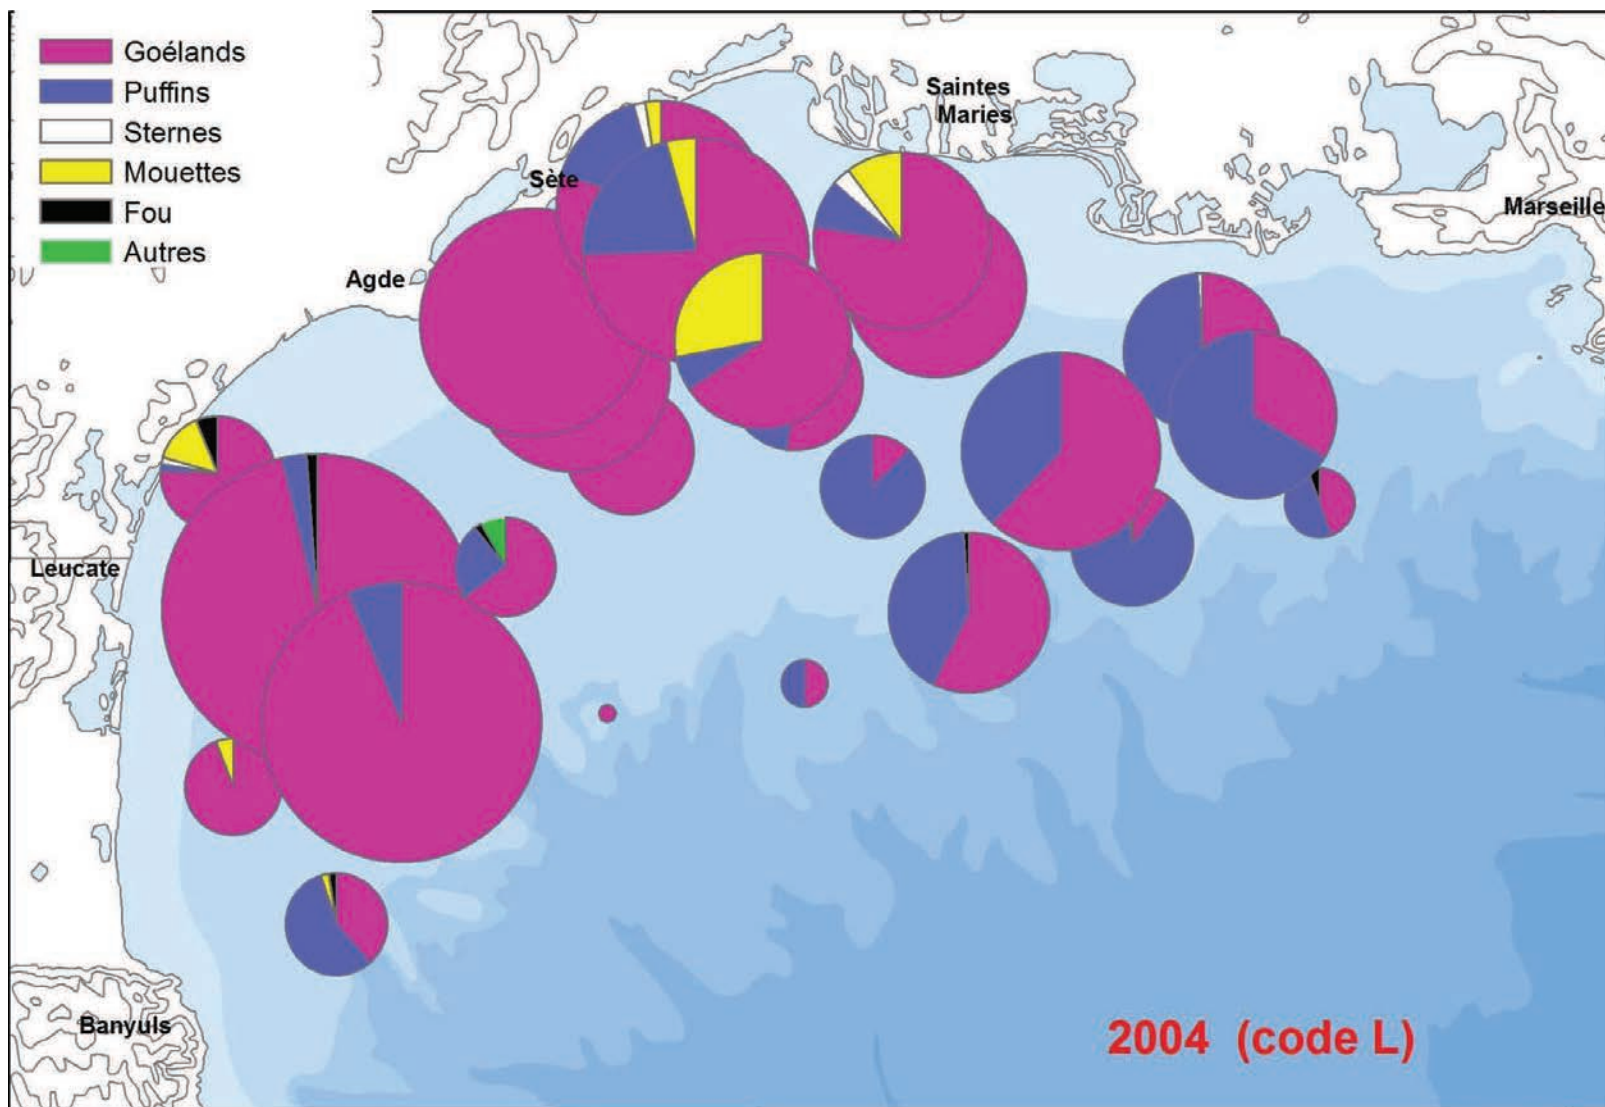 Goélands
Puffins
Sternes
Mouettes
Fou
Autres
Saintes
Maries
Sète
Marseille
Agde
Leucate
Banyuls
2004 (code L)